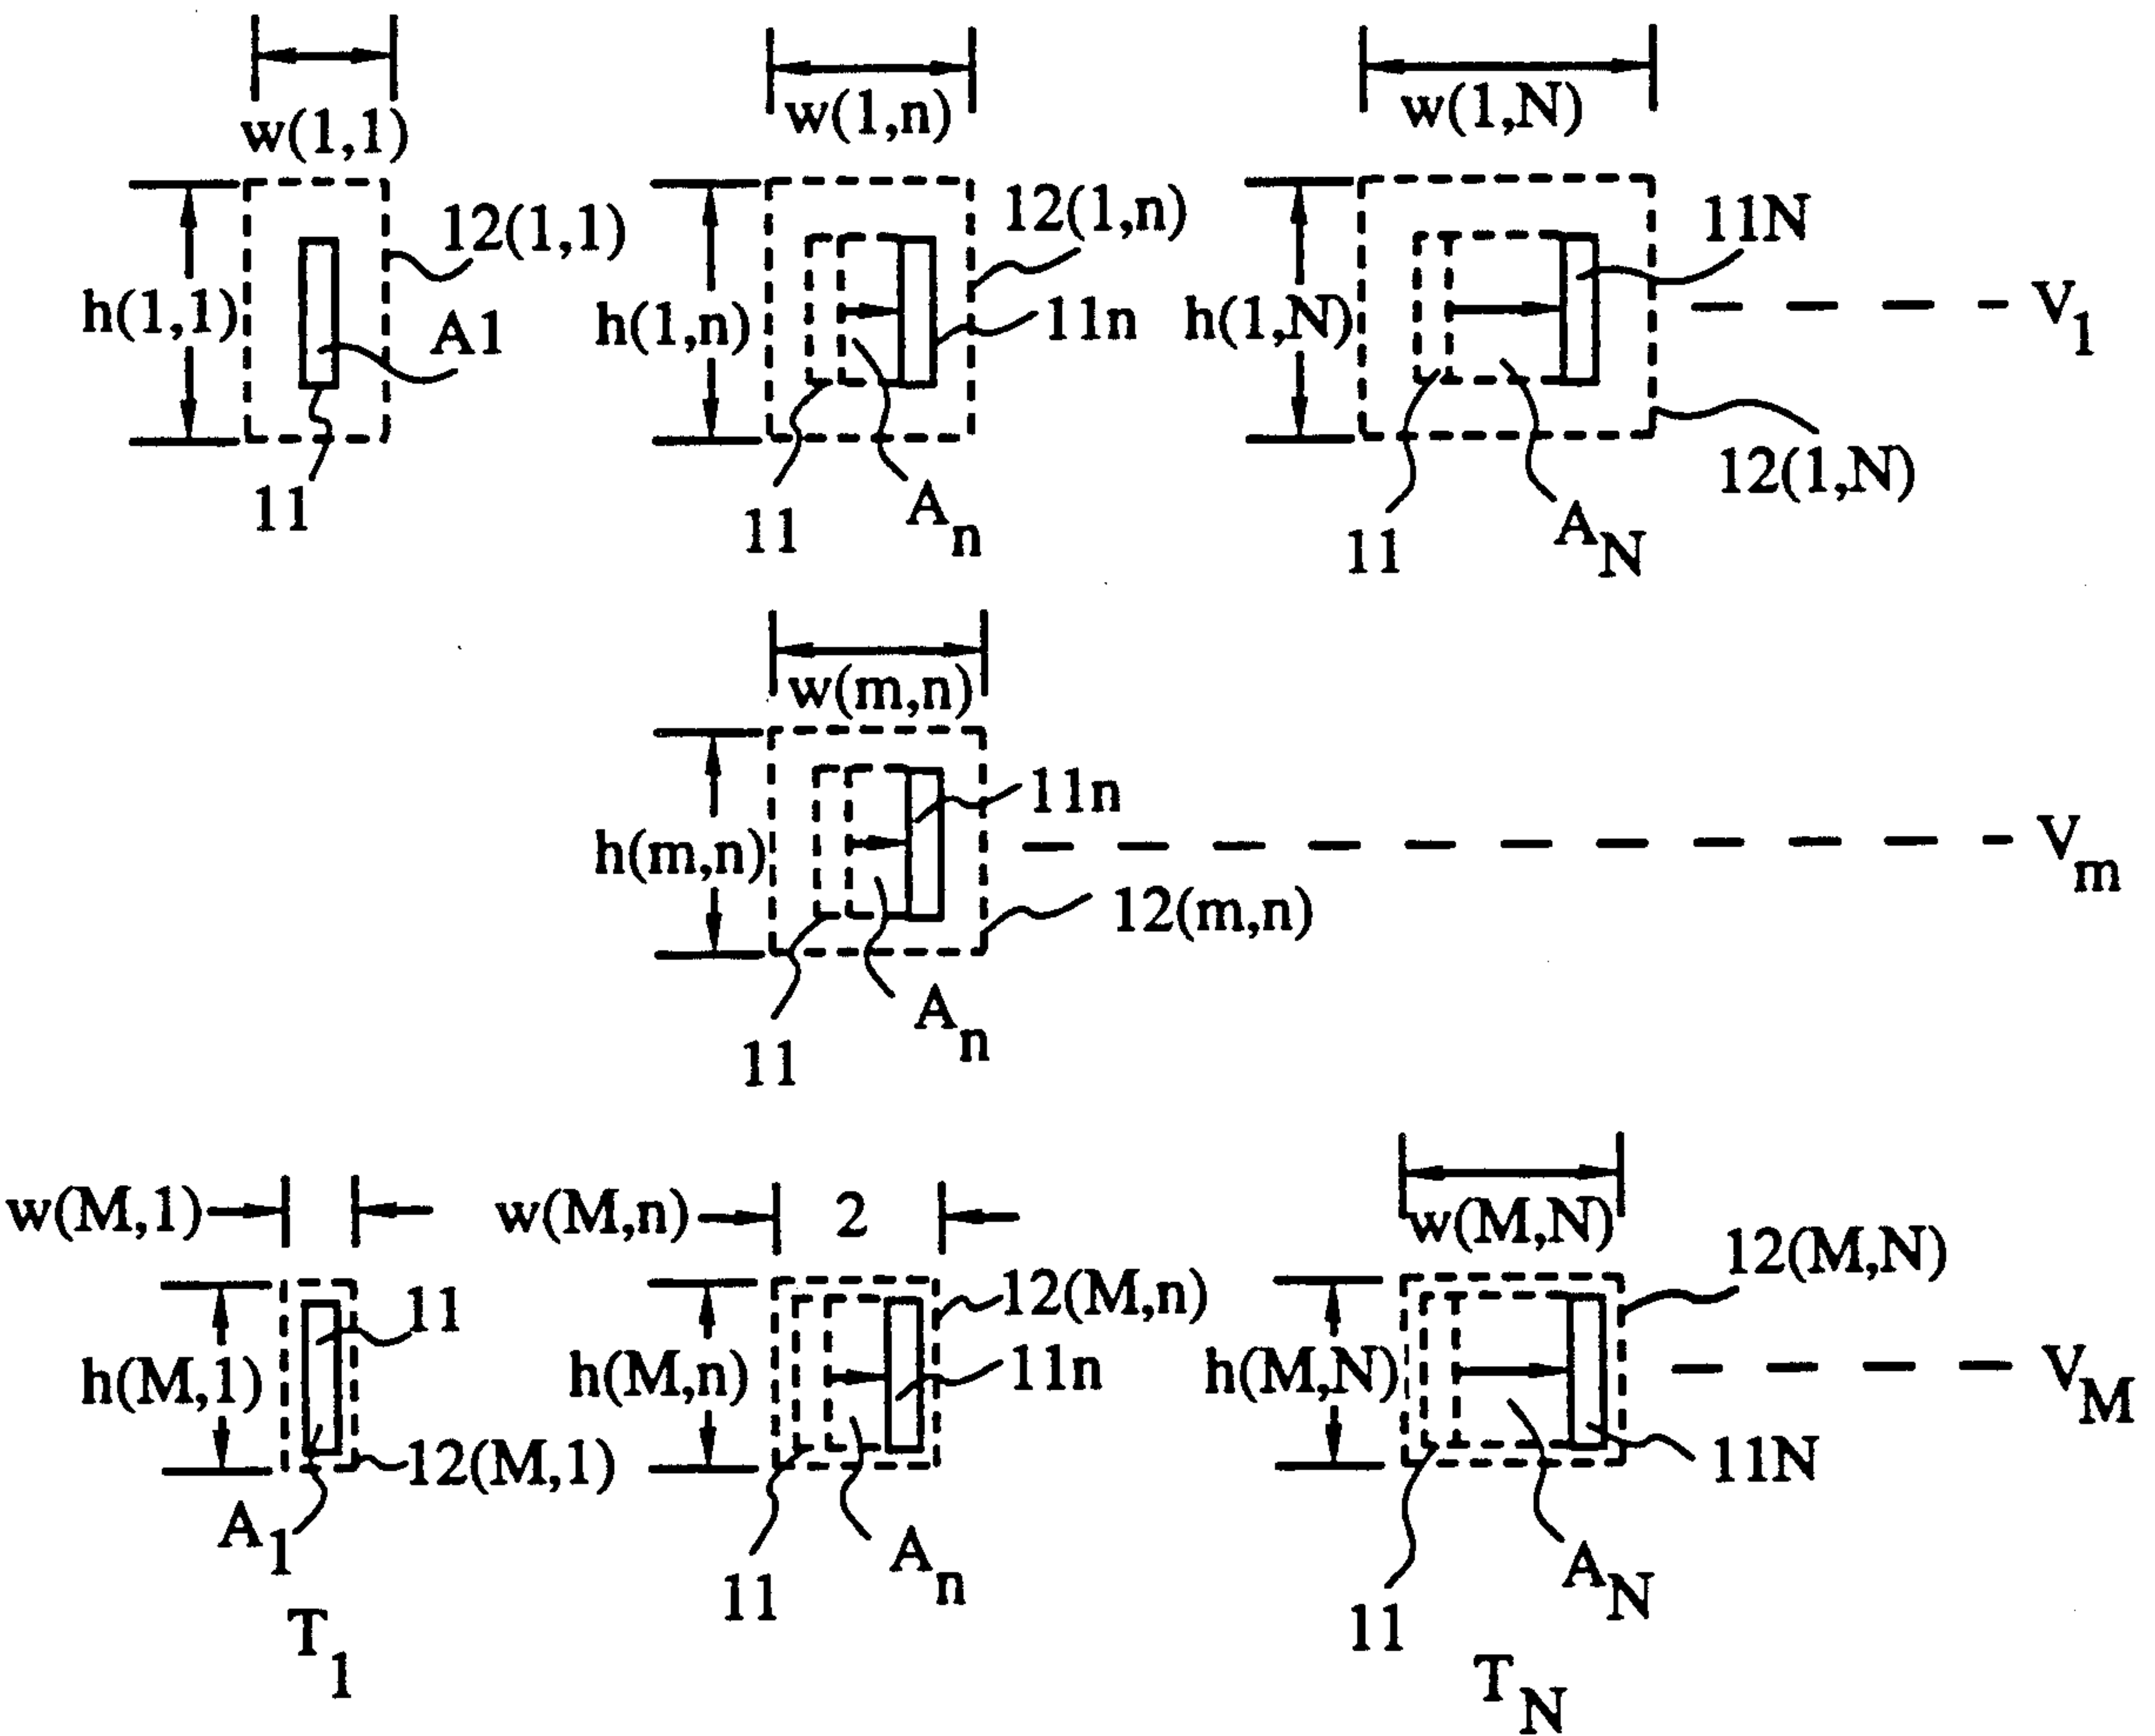 w(1,1)
w(1,n)
w(1,N)
h(1,1)
12(1,1)
A1
11
h(1,n)
12(1,n)
11n
11
An
h(1,N)
11N
V1
12(1,N)
11
AN
w(m,n)
h(m,n)
11n
Vm
12(m,n)
An
11
w(M,1)
w(M,n)
2
w(M,N)
h(M,1)
11
12(M,1)
A1
T1
h(M,n)
12(M,n)
11n
An
11
h(M,N)
12(M,N)
VM
11N
AN
11
TN